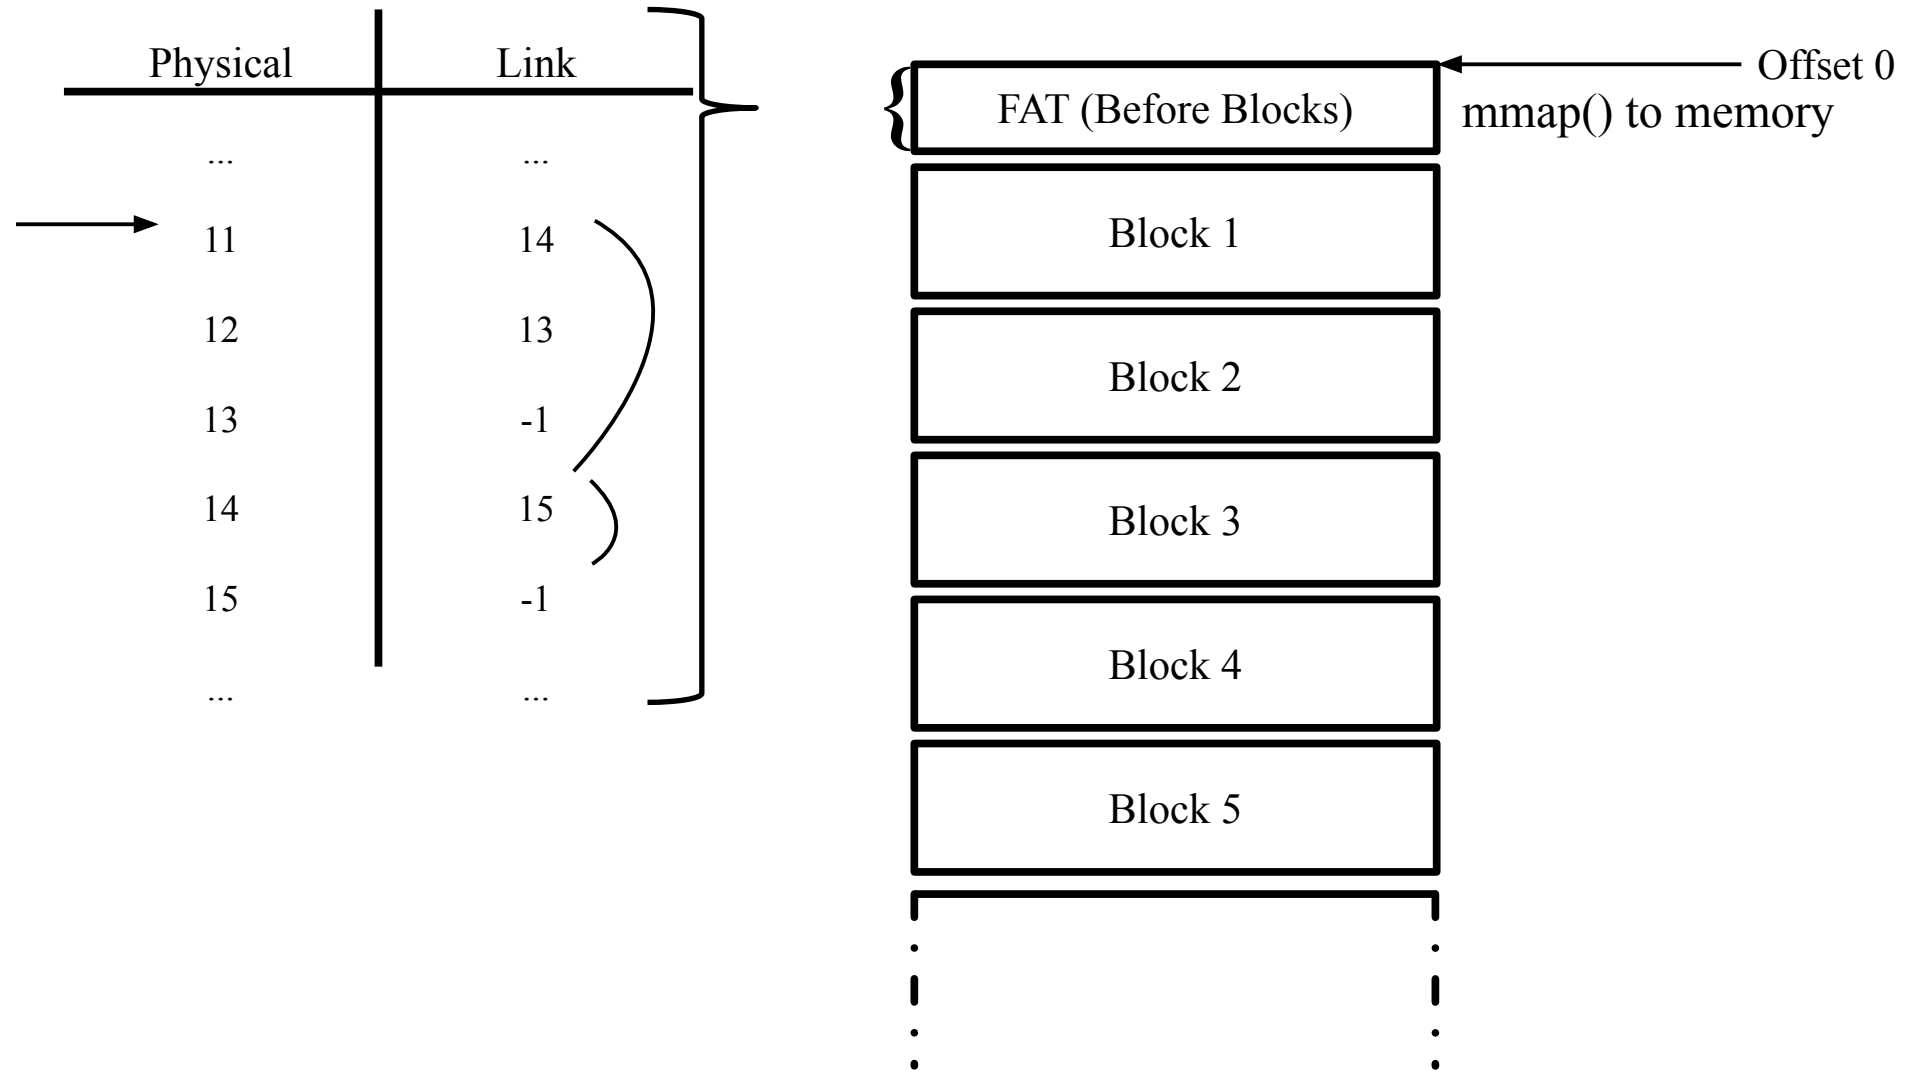 Physical Link
... ...
11 14
12 13
13 -1
14 15
15 -1
... ...
Offset 0
FAT (Before Blocks)
mmap() to memory
Block 1
Block 2
Block 3
Block 4
Block 5